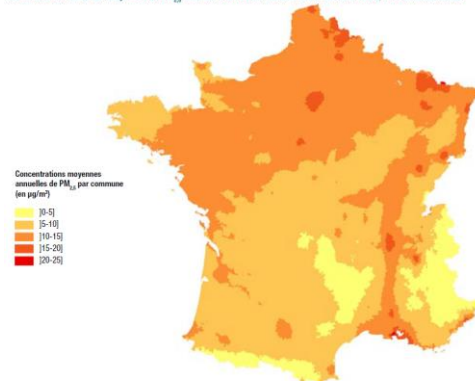 Concentrations moyennes
annuelles de PM2,5 par commune
(en µg/m³)
]0-5]
]5-10]
]10-15]
]15-20]
]20-25]